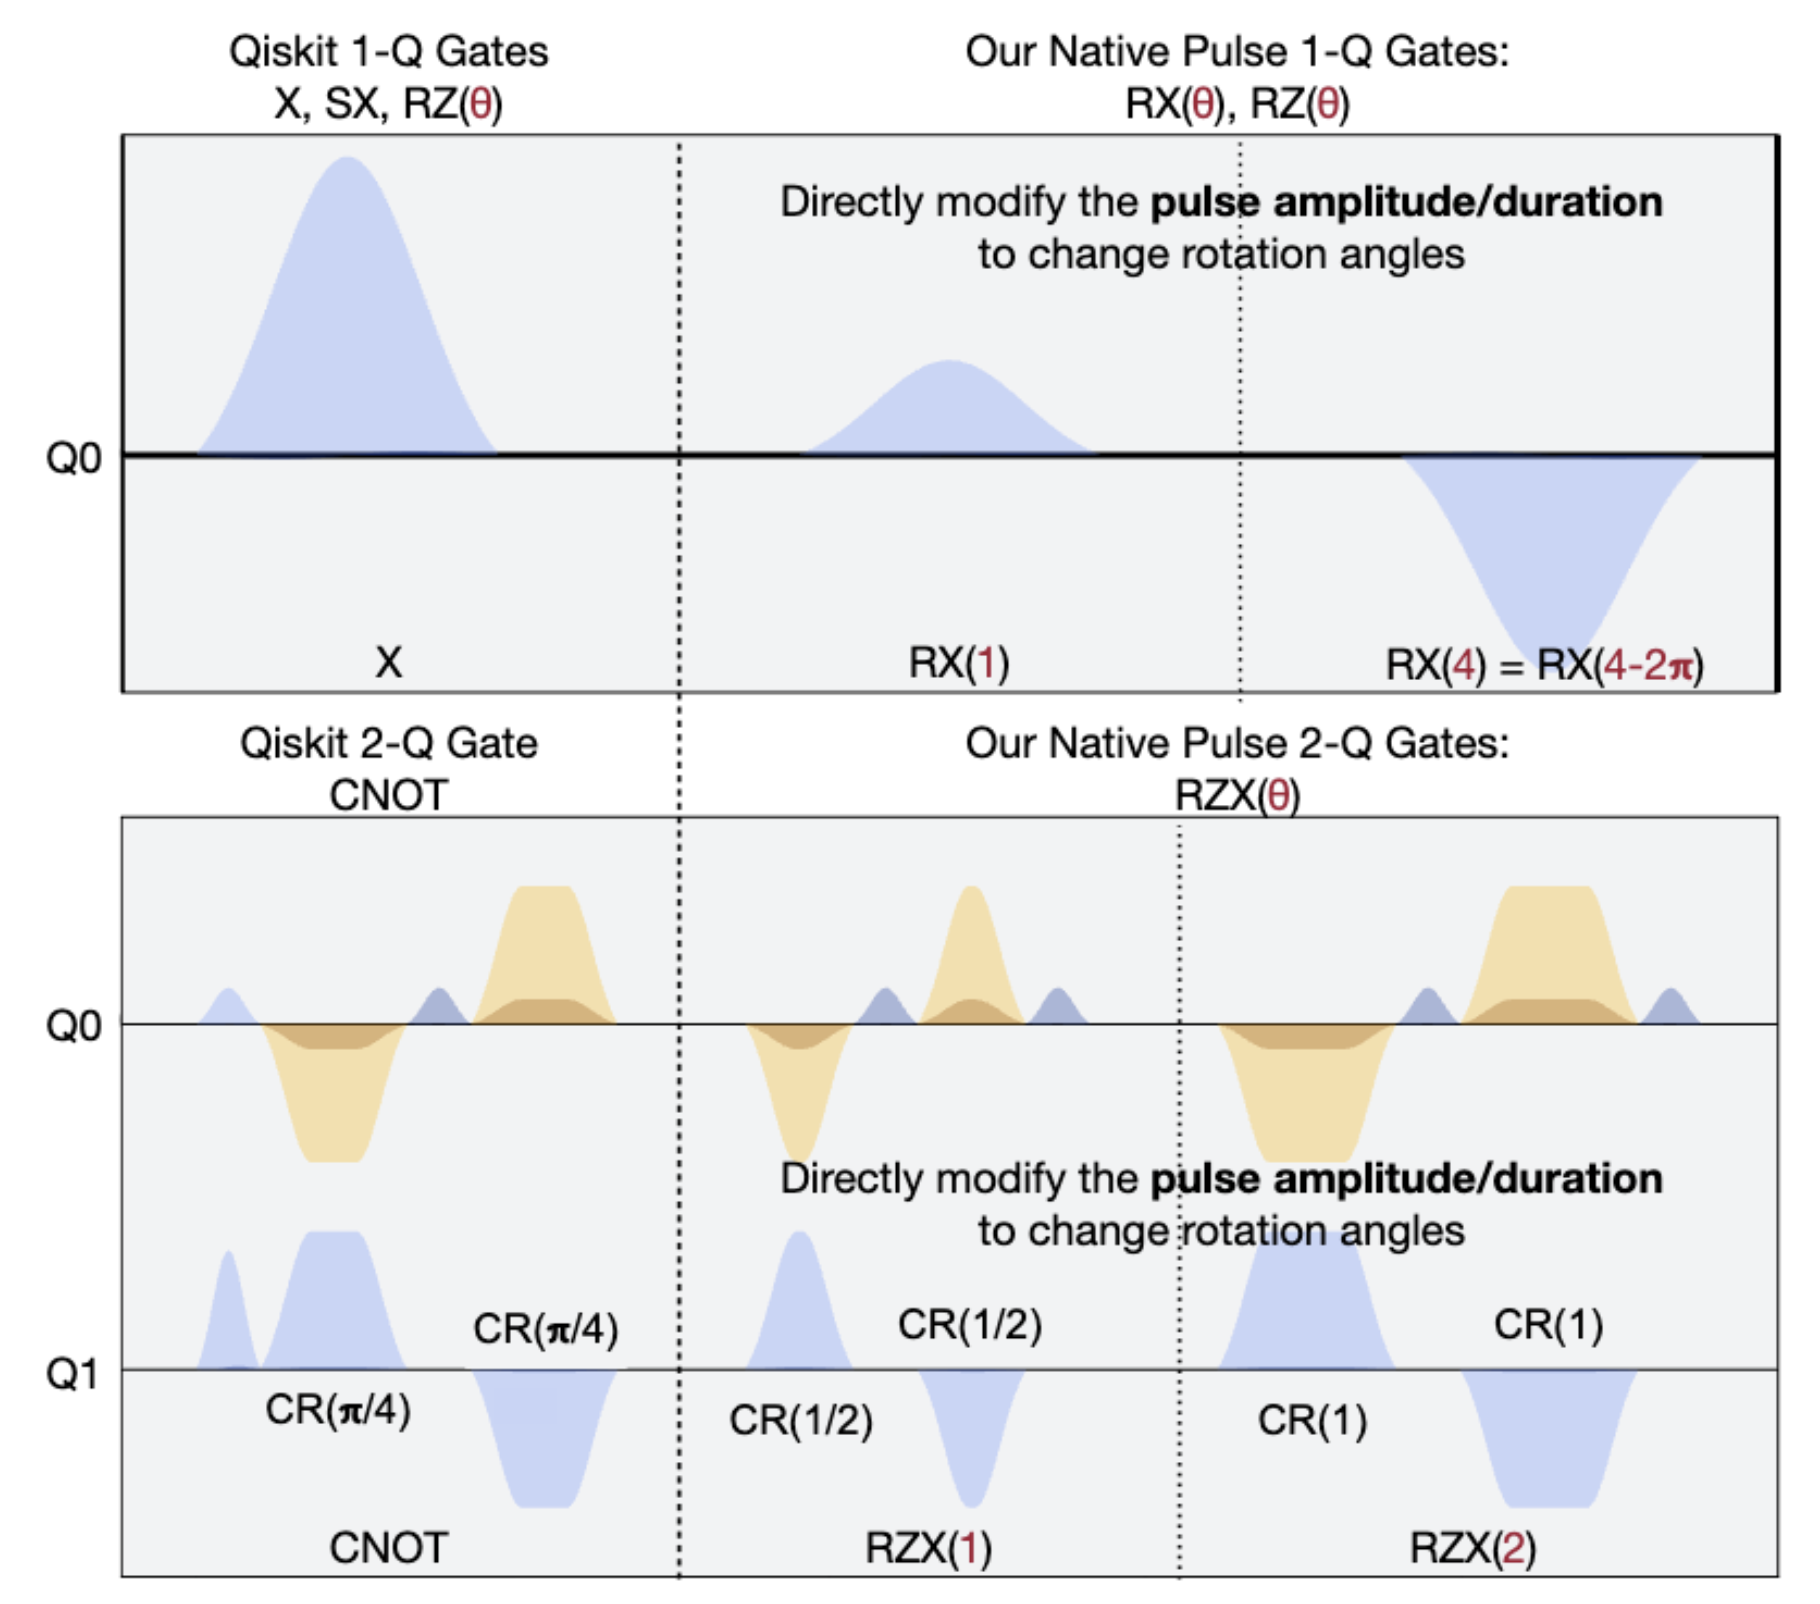 Qiskit 1-Q Gates
X, SX, RZ(θ)
Our Native Pulse 1-Q Gates:
RX(θ), RZ(θ)
Directly modify the pulse amplitude/duration
to change rotation angles
Q0
X
RX(1)
RX(4) = RX(4-2π)
Qiskit 2-Q Gate
CNOT
Our Native Pulse 2-Q Gates:
RZX(θ)
Q0
Directly modify the pulse amplitude/duration
to change rotation angles
CR(π/4)
CR(1/2)
CR(1)
Q1
CR(π/4)
CR(1/2)
CR(1)
CNOT
RZX(1)
RZX(2)